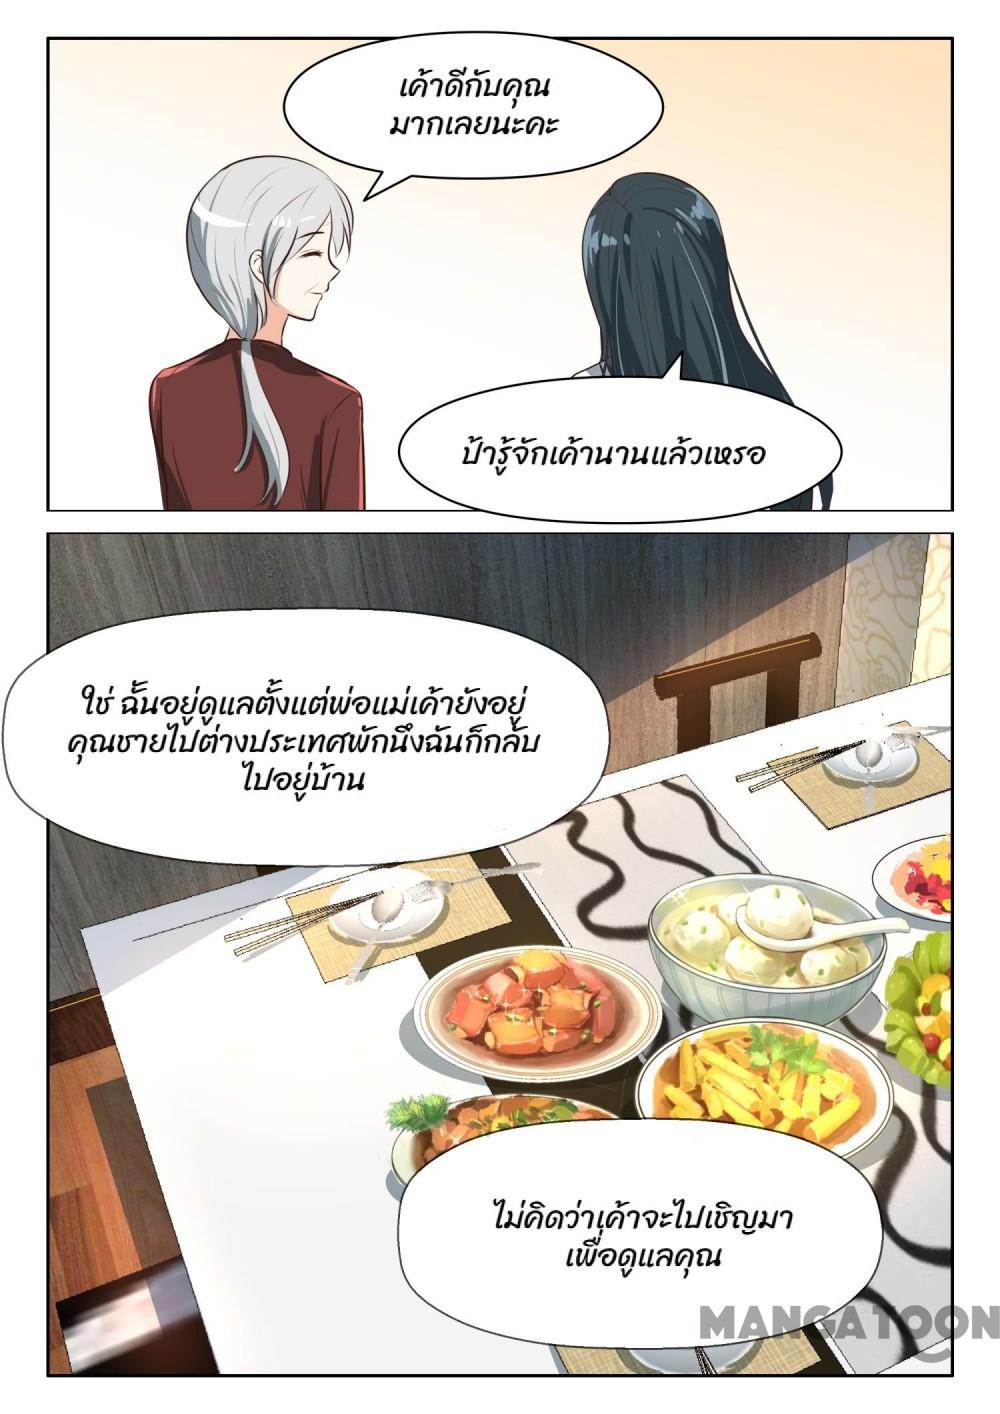 เค้าดีกับคุณ
มากเลยนะคะ
ป้ารู้จักเค้านานแล้วเหรอ
ใช่ ฉันอยู่ดูแลตั้งแต่พ่อแม่เค้ายังอยู่
คุณชายไปต่างประเทศพักนึงฉันก็กลับ
ไปอยู่บ้าน
ไม่คิดว่าเค้าจะไปเชิญมา
เพื่อดูแลคุณ
MANGATOON